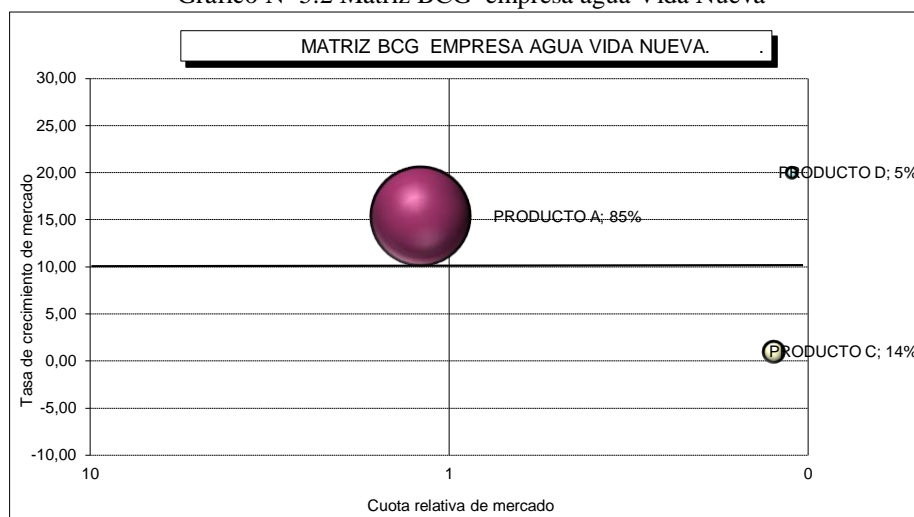 Gráfico Nº 3.2 Matriz BCG empresa agua Vida Nueva
MATRIZ BCG EMPRESA AGUA VIDA NUEVA. .
30,00
25,00
20,00
15,00
10,00
5,00
0,00
-5,00
-10,00
Tasa de crecimiento de mercado
PRODUCTO D; 5%
PRODUCTO A; 85%
PRODUCTO C; 14%
10
1
0
Cuota relativa de mercado